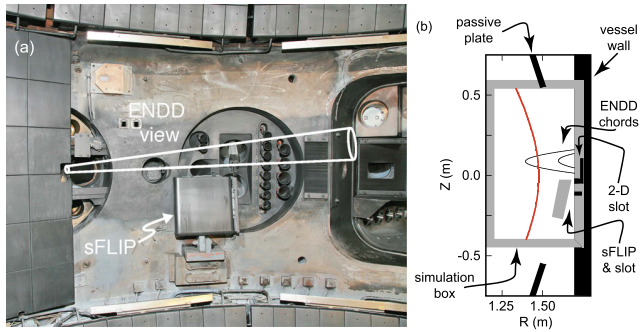 (a)
ENDD
view
sFLIP
(b)
passive
plate
vessel
wall
ENDD
chords
2-D
slot
sFLIP
& slot
simulation
box
Z (m)
0.5
0.0
-0.5
1.25
1.50
R (m)